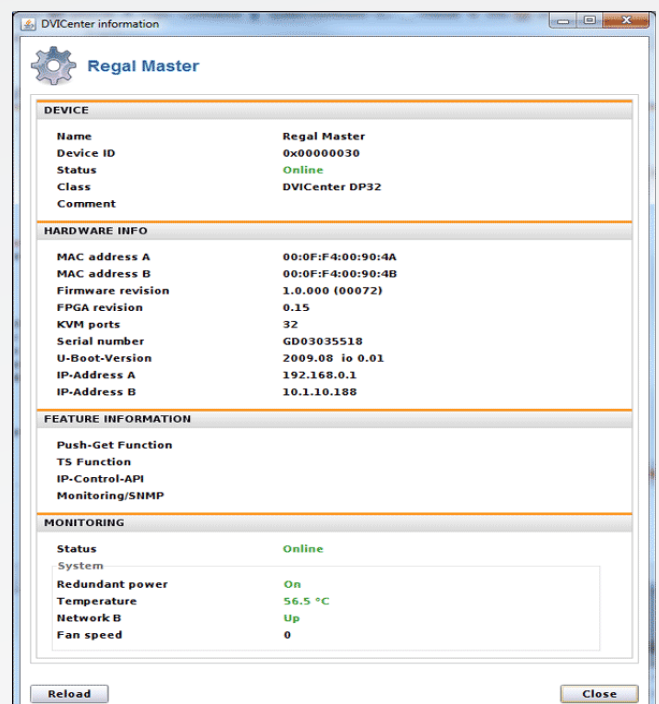 DVICenter information
Regal Master
DEVICE
Name Regal Master
Device ID 0x00000030
Status Online
Class DVICenter DP32
Comment
HARDWARE INFO
MAC address A 00:0F:F4:00:90:4A
MAC address B 00:0F:F4:00:90:4B
Firmware revision 1.0.000 (00072)
FPGA revision 0.15
KVM ports 32
Serial number GD03035518
U-Boot-Version 2009.08 io 0.01
IP-Address A 192.168.0.1
IP-Address B 10.1.10.188
FEATURE INFORMATION
Push-Get Function
TS Function
IP-Control-API
Monitoring/SNMP
MONITORING
Status Online
System
Redundant power On
Temperature 56.5 °C
Network B Up
Fan speed 0
Reload Close